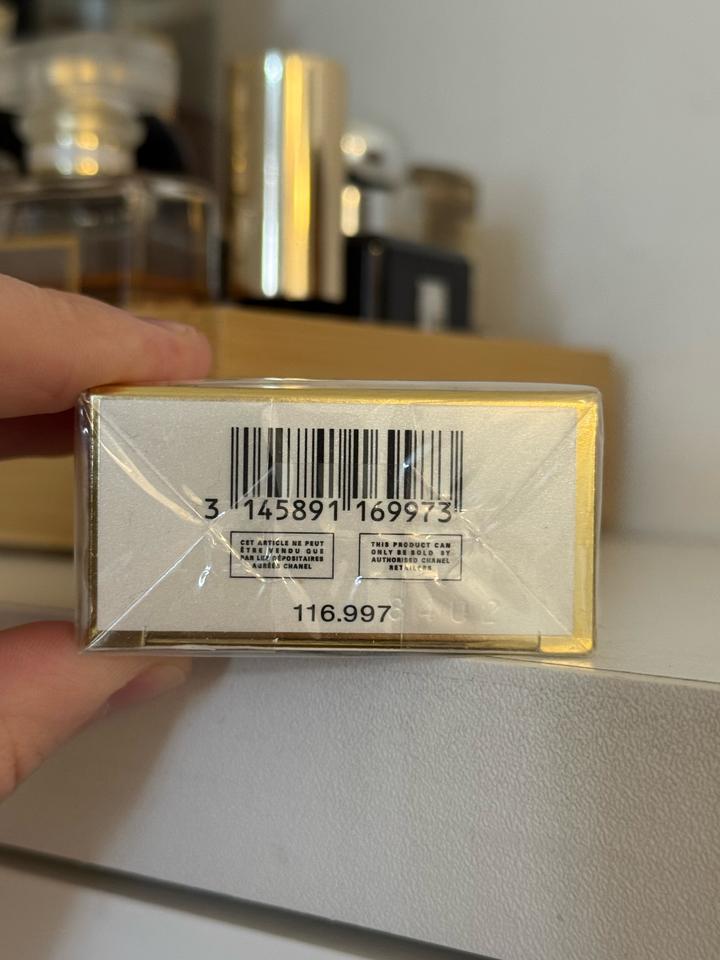 3 145891 169973
CET ARTICLE NE PEUT
ÊTRE VENDU QUE
PAR LES DÉPOSITAIRES
AGRÉÉS CHANEL
THIS PRODUCT CAN
ONLY BE SOLD BY
AUTHORISED CHANEL
RETAILERS
116.997
8402